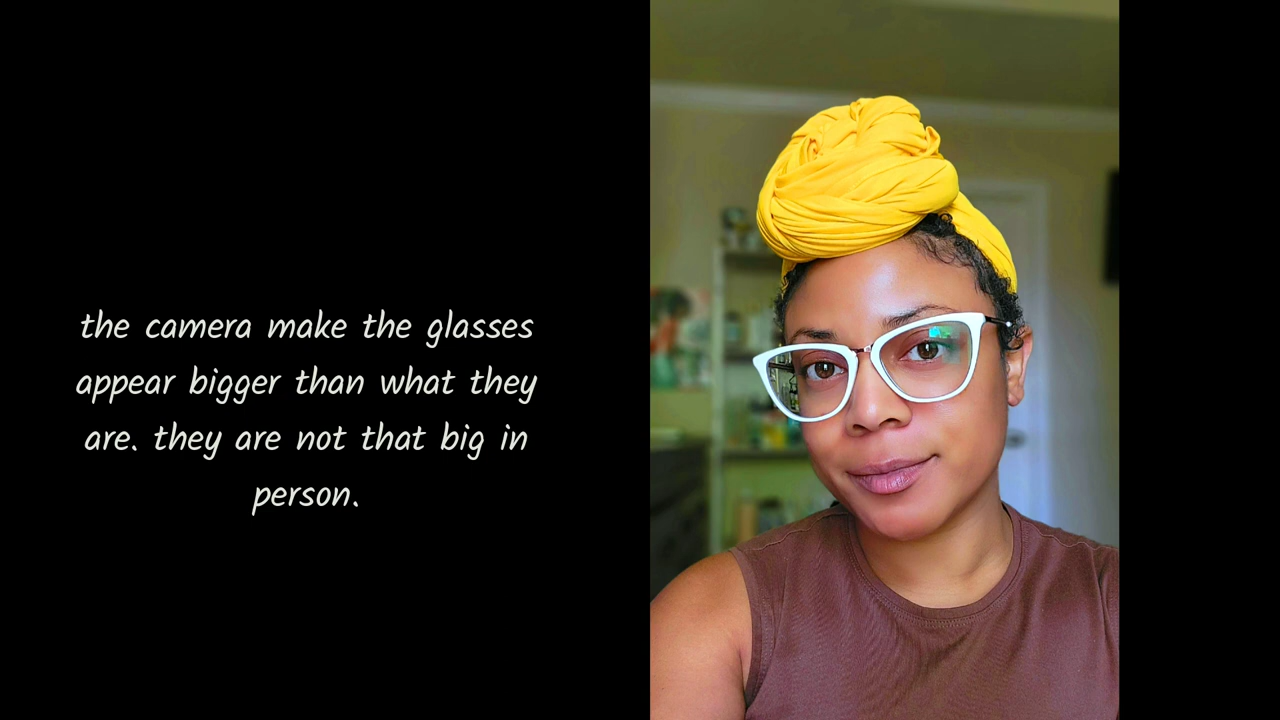 the camera make the glasses
appear bigger than what they
are. they are not that big in
person.